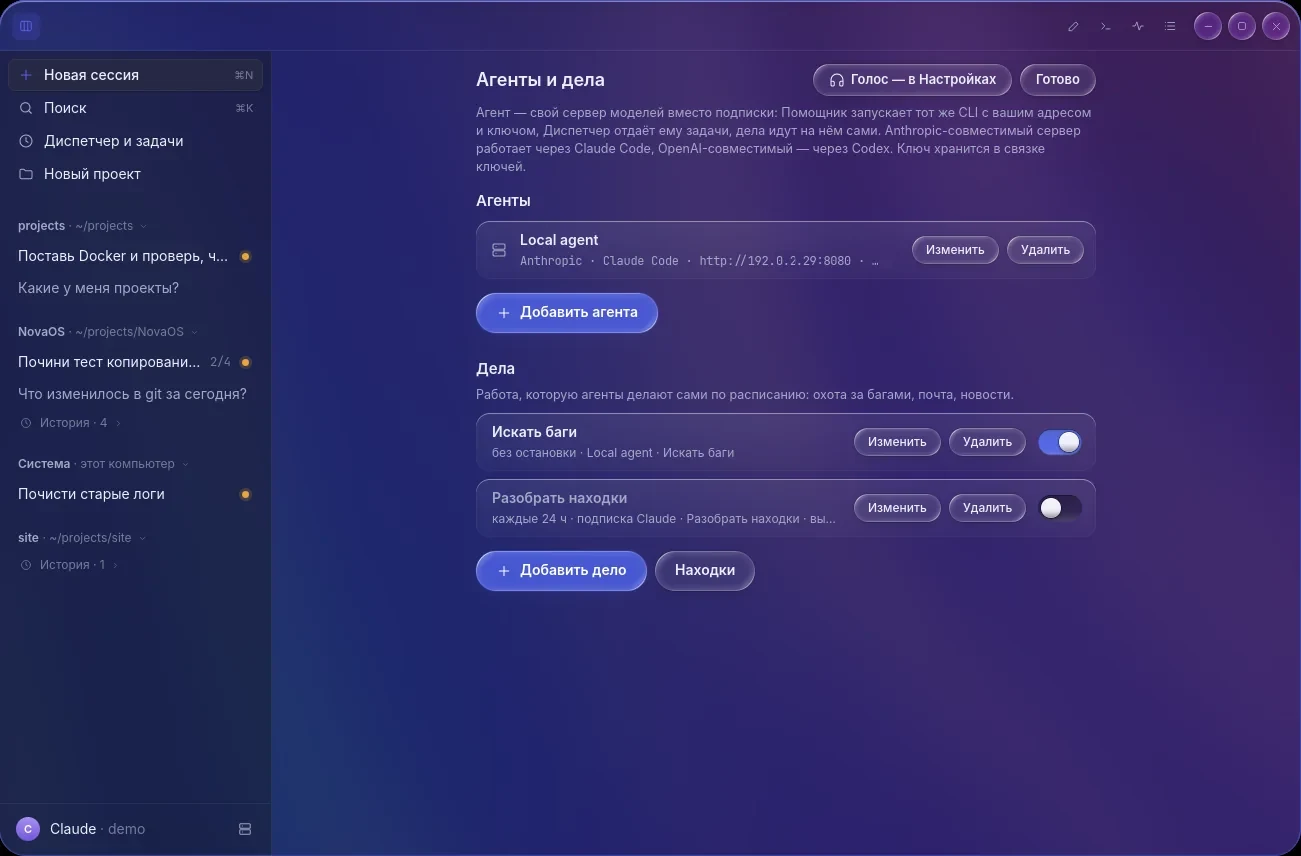 Новая сессия ⌘N
Поиск ⌘K
Диспетчер и задачи
Новый проект
projects · ~/projects
Поставь Docker и проверь, ч...
Какие у меня проекты?
NovaOS · ~/projects/NovaOS
Почини тест копировани... 2/4
Что изменилось в git за сегодня?
История · 4
Система · этот компьютер
Почисти старые логи
site · ~/projects/site
История · 1
C Claude · demo
Агенты и дела
Голос — в Настройках
Готово
Агент — свой сервер моделей вместо подписки: Помощник запускает тот же CLI с вашим адресом
и ключом, Диспетчер отдаёт ему задачи, дела идут на нём сами. Anthropic-совместимый сервер
работает через Claude Code, OpenAI-совместимый — через Codex. Ключ хранится в связке
ключей.
Агенты
Local agent
Anthropic · Claude Code · http://192.0.2.29:8080 · …
Изменить
Удалить
Добавить агента
Дела
Работа, которую агенты делают сами по расписанию: охота за багами, почта, новости.
Искать баги
без остановки · Local agent · Искать баги
Изменить
Удалить
Разобрать находки
каждые 24 ч · подписка Claude · Разобрать находки · вы...
Изменить
Удалить
Добавить дело
Находки